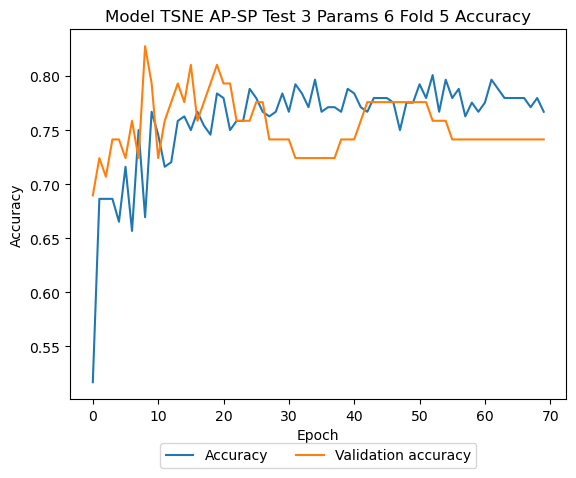 Model TSNE AP-SP Test 3 Params 6 Fold 5 Accuracy
0.80
0.75
0.70
0.65
0.60
0.55
Accuracy
0 10 20 30 40 50 60 70
Epoch
Accuracy Validation accuracy